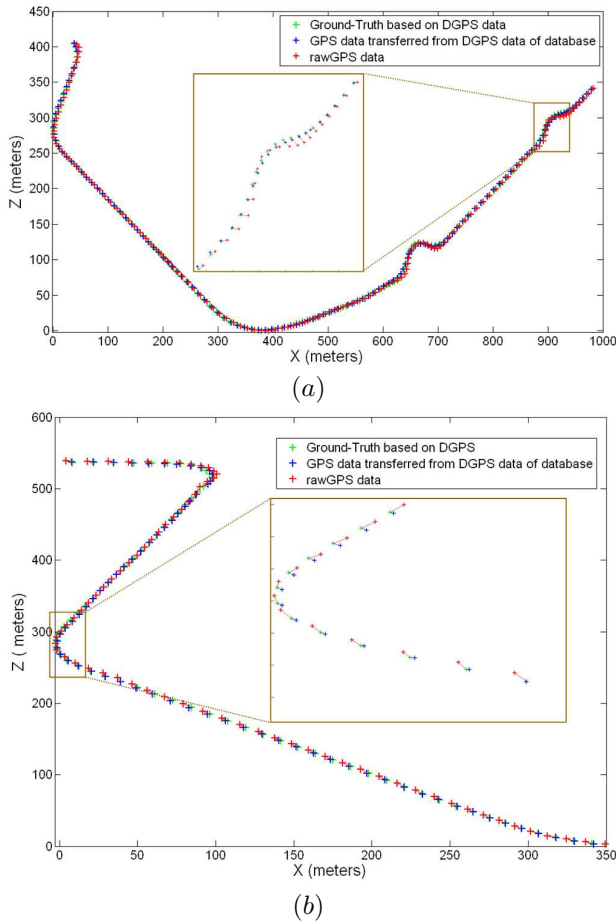 450
400
350
300
250
200
150
100
50
0
Z (meters)
Ground-Truth based on DGPS data
GPS data transferred from DGPS data of database
rawGPS data
0 100 200 300 400 500 600 700 800 900 1000
X (meters)
(a)
600
500
400
300
200
100
0
Z ( meters)
Ground-Truth based on DGPS
GPS data transferred from DGPS data of database
rawGPS data
0 50 100 150 200 250 300 350
X (meters)
(b)